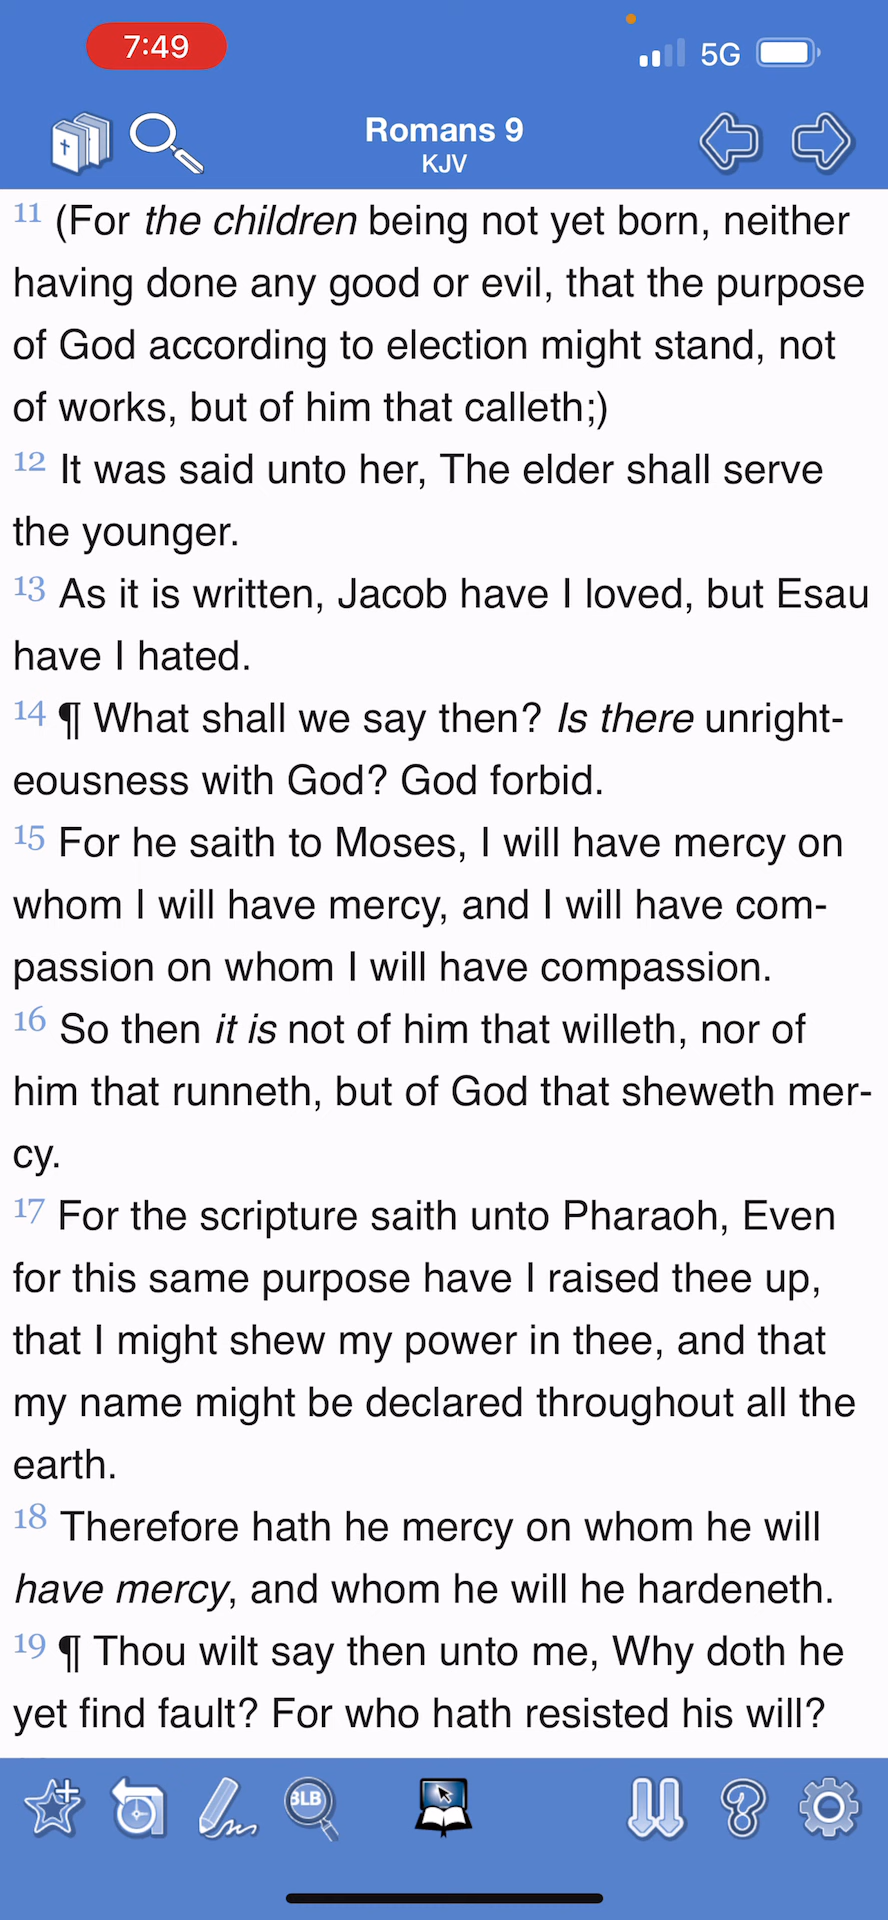 7:49
5G
Romans 9
KJV
11 (For the children being not yet born, neither
having done any good or evil, that the purpose
of God according to election might stand, not
of works, but of him that calleth;)
12 It was said unto her, The elder shall serve
the younger.
13 As it is written, Jacob have I loved, but Esau
have I hated.
14 ¶ What shall we say then? Is there unright-
eousness with God? God forbid.
15 For he saith to Moses, I will have mercy on
whom I will have mercy, and I will have com-
passion on whom I will have compassion.
16 So then it is not of him that willeth, nor of
him that runneth, but of God that sheweth mer-
cy.
17 For the scripture saith unto Pharaoh, Even
for this same purpose have I raised thee up,
that I might shew my power in thee, and that
my name might be declared throughout all the
earth.
18 Therefore hath he mercy on whom he will
have mercy, and whom he will he hardeneth.
19 ¶ Thou wilt say then unto me, Why doth he
yet find fault? For who hath resisted his will?
BLB